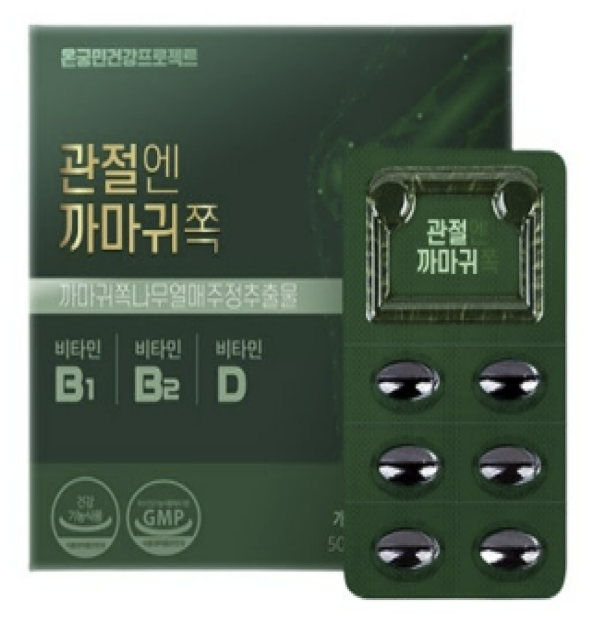 온궁민건강프로젝트
관절엔
까마귀쪽
까마귀쪽나무열매주정추출물
비타민
B1
비타민
B2
비타민
D
건강
기능식품
GMP
관절엔
까마귀쪽